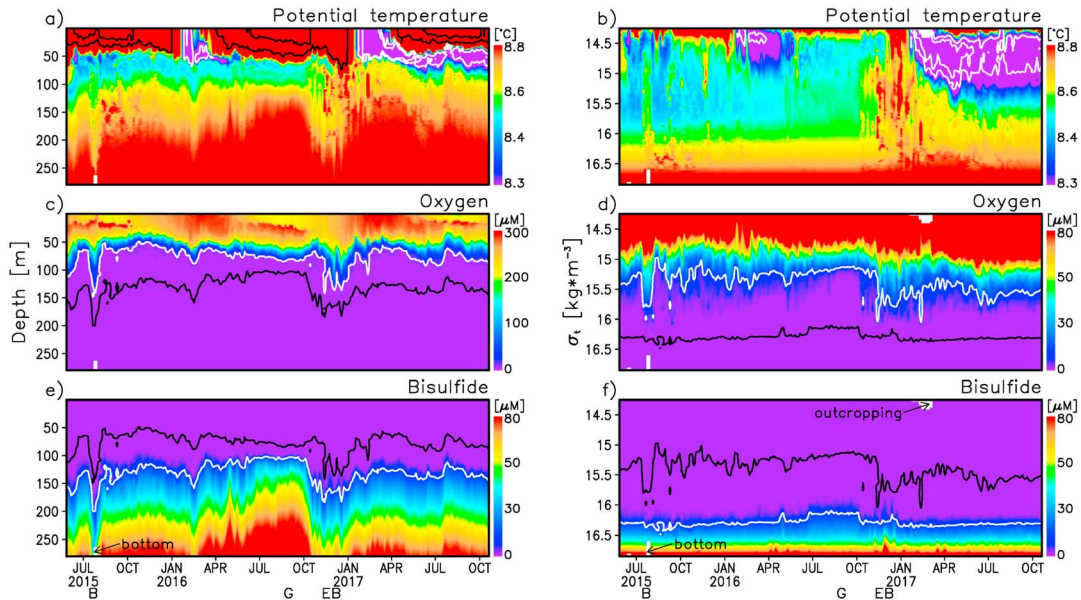 a) Potential temperature
[°C]
8.8
8.6
8.4
8.3
50
100
150
200
250
b) Potential temperature
[°C]
8.8
8.6
8.4
8.3
14.5
15
15.5
16
16.5
c) Oxygen
[μM]
300
200
100
0
50
100
150
200
250
Depth [m]
d) Oxygen
[μM]
80
50
30
0
14.5
15
15.5
16
16.5
σt [kg*m⁻³]
e) Bisulfide
[μM]
80
50
30
0
50
100
150
200
250
bottom
JUL OCT JAN APR JUL OCT JAN APR JUL OCT
2015 2016 2017
B G EB
f) Bisulfide
[μM]
80
50
30
0
14.5
15
15.5
16
16.5
outcropping
bottom
JUL OCT JAN APR JUL OCT JAN APR JUL OCT
2015 2016 2017
B G EB